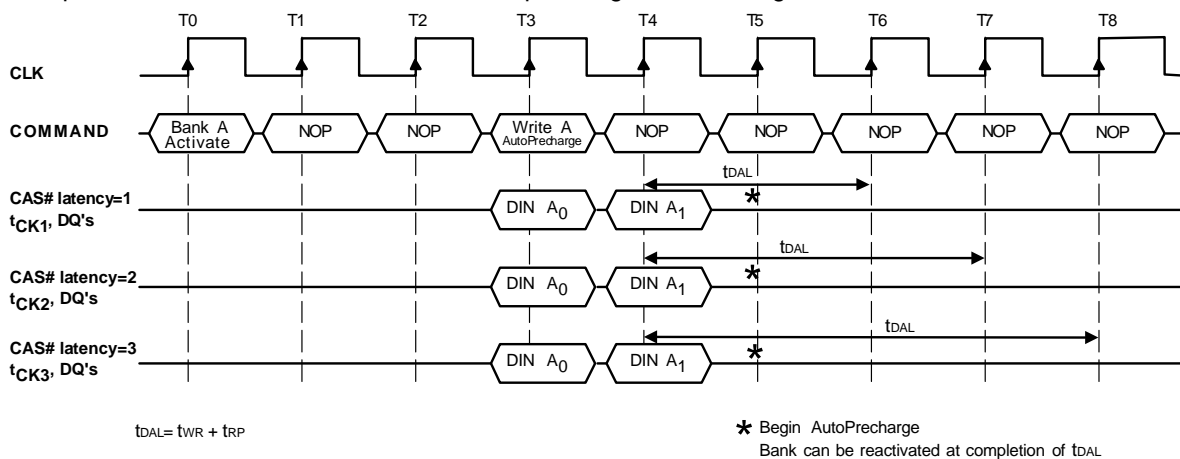 T0 T1 T2 T3 T4 T5 T6 T7 T8
CLK
COMMAND
Bank A Activate
NOP
NOP
Write A AutoPrecharge
NOP
NOP
NOP
NOP
NOP
tDAL
CAS# latency=1
tCK1, DQ's
DIN A0
DIN A1
*
tDAL
CAS# latency=2
tCK2, DQ's
DIN A0
DIN A1
*
tDAL
CAS# latency=3
tCK3, DQ's
DIN A0
DIN A1
*
tDAL= tWR + tRP
* Begin AutoPrecharge
Bank can be reactivated at completion of tDAL